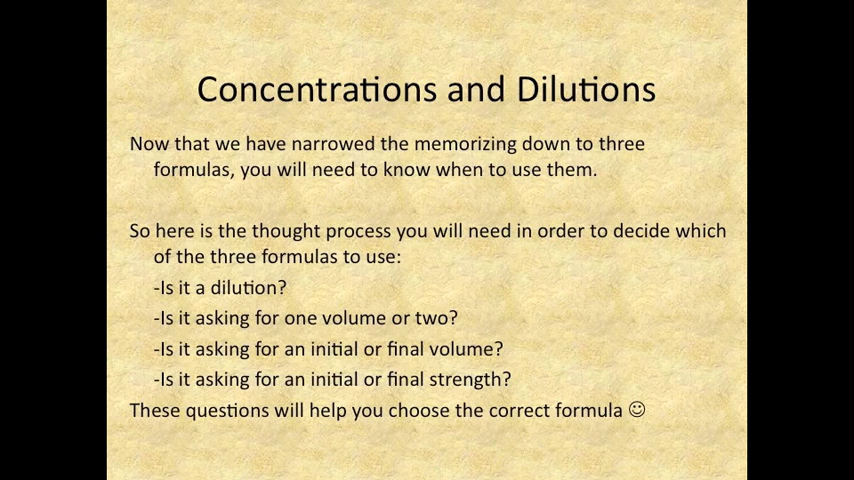 Concentrations and Dilutions
Now that we have narrowed the memorizing down to three
formulas, you will need to know when to use them.
So here is the thought process you will need in order to decide which
of the three formulas to use:
-Is it a dilution?
-Is it asking for one volume or two?
-Is it asking for an initial or final volume?
-Is it asking for an initial or final strength?
These questions will help you choose the correct formula ☺